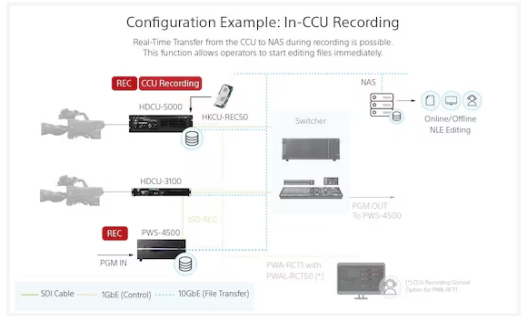 Configuration Example: In-CCU Recording
Real-Time Transfer from the CCU to NAS during recording is possible.
This function allows operators to start editing files immediately.
REC CCU Recording
NAS
HDCU-5000
HKCU-REC50
Switcher
Online/Offline
NLE Editing
HDCU-3100
PGM OUT
To PWS-4500
ISO REC
REC
PWS-4500
PGM IN
PWA-RCT1 with
PWAL-RCT50 (*)
(*) CCU Recording Control
Option for PWA-RCT1
SDI Cable
1GbE (Control)
10GbE (File Transfer)